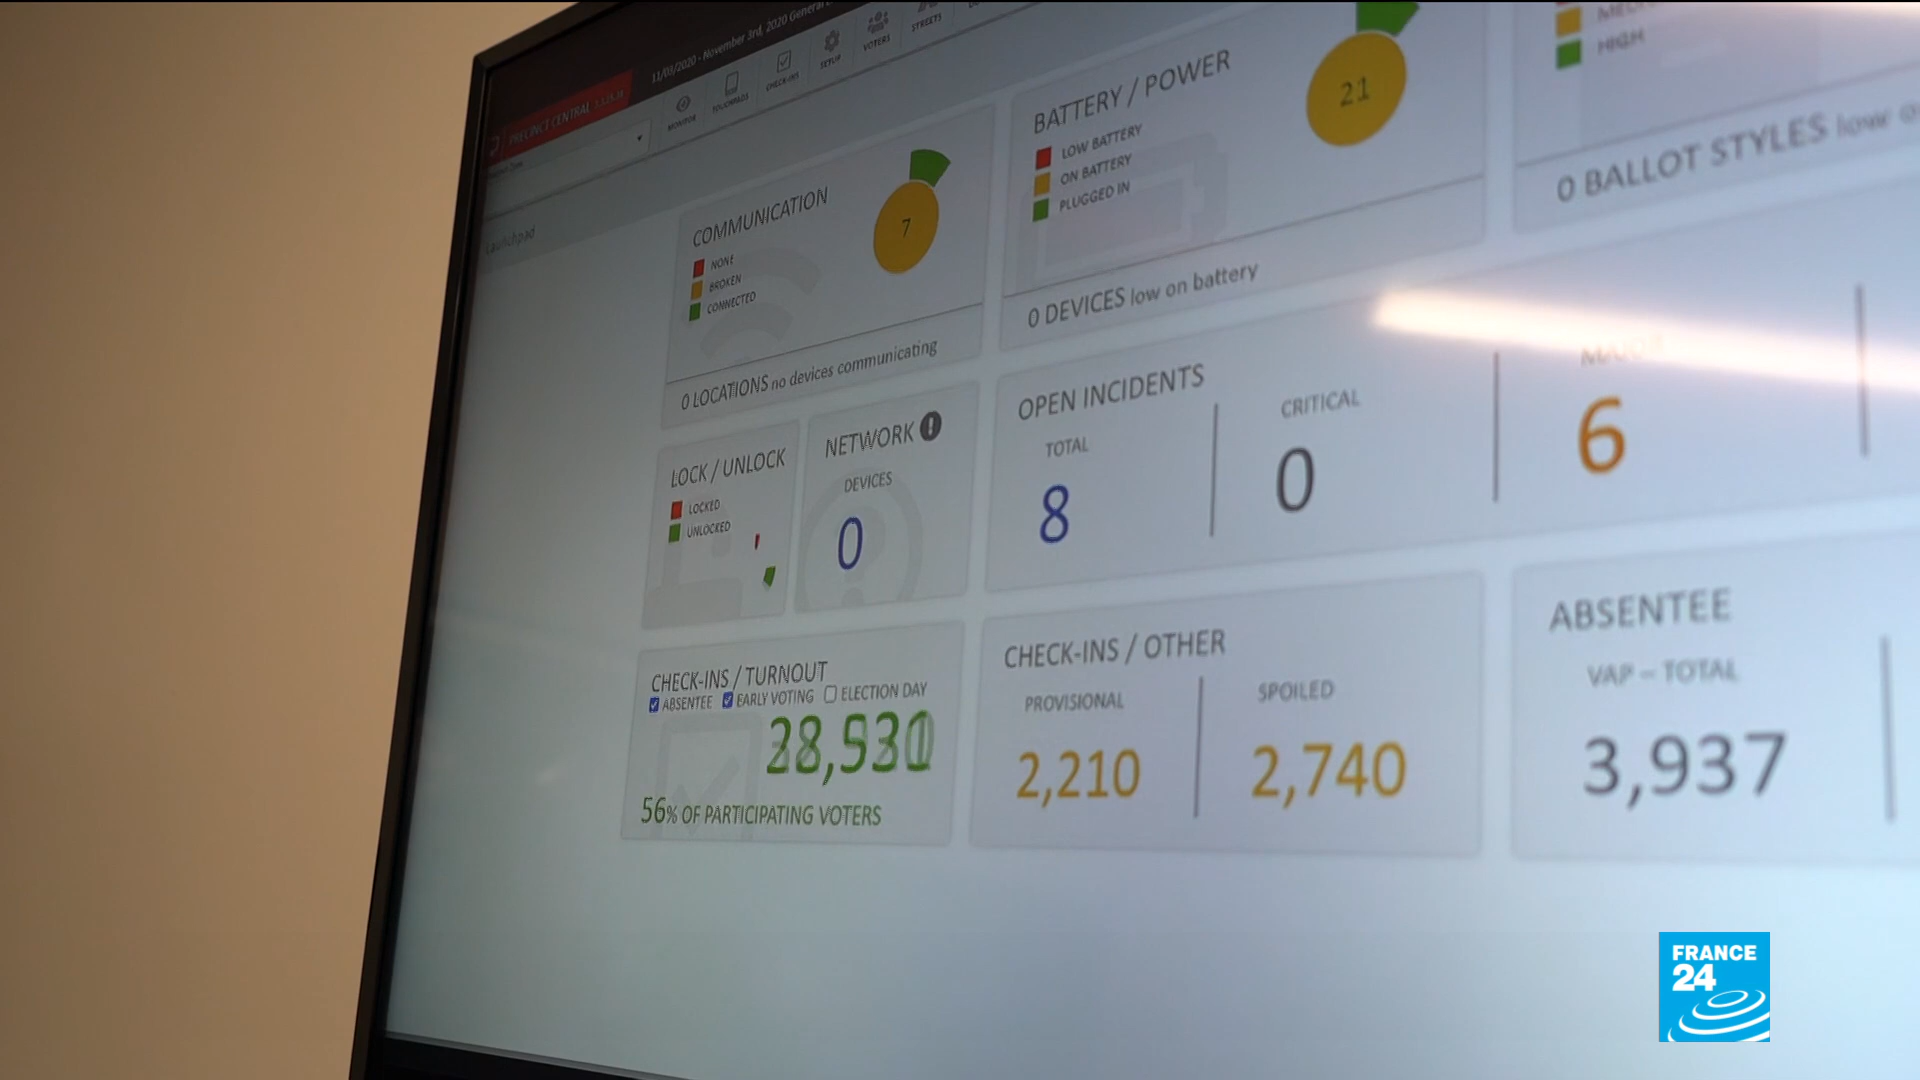 11/03/2020 - November 3rd, 2020 General
PRECINCT CENTRAL
MONITOR
TOUCHPADS
CHECK-INS
SETUP
VOTERS
STREETS
Launchpad
COMMUNICATION
NONE
BROKEN
CONNECTED
7
0 LOCATIONS no devices communicating
BATTERY / POWER
LOW BATTERY
ON BATTERY
PLUGGED IN
21
0 DEVICES low on battery
HIGH
0 BALLOT STYLES low
LOCK / UNLOCK
LOCKED
UNLOCKED
NETWORK
DEVICES
0
OPEN INCIDENTS
TOTAL
8
CRITICAL
0
MAJOR
6
CHECK-INS / TURNOUT
ABSENTEE EARLY VOTING ELECTION DAY
56% OF PARTICIPATING VOTERS
CHECK-INS / OTHER
PROVISIONAL
2,210
SPOILED
2,740
ABSENTEE
VAP - TOTAL
3,937
FRANCE
24